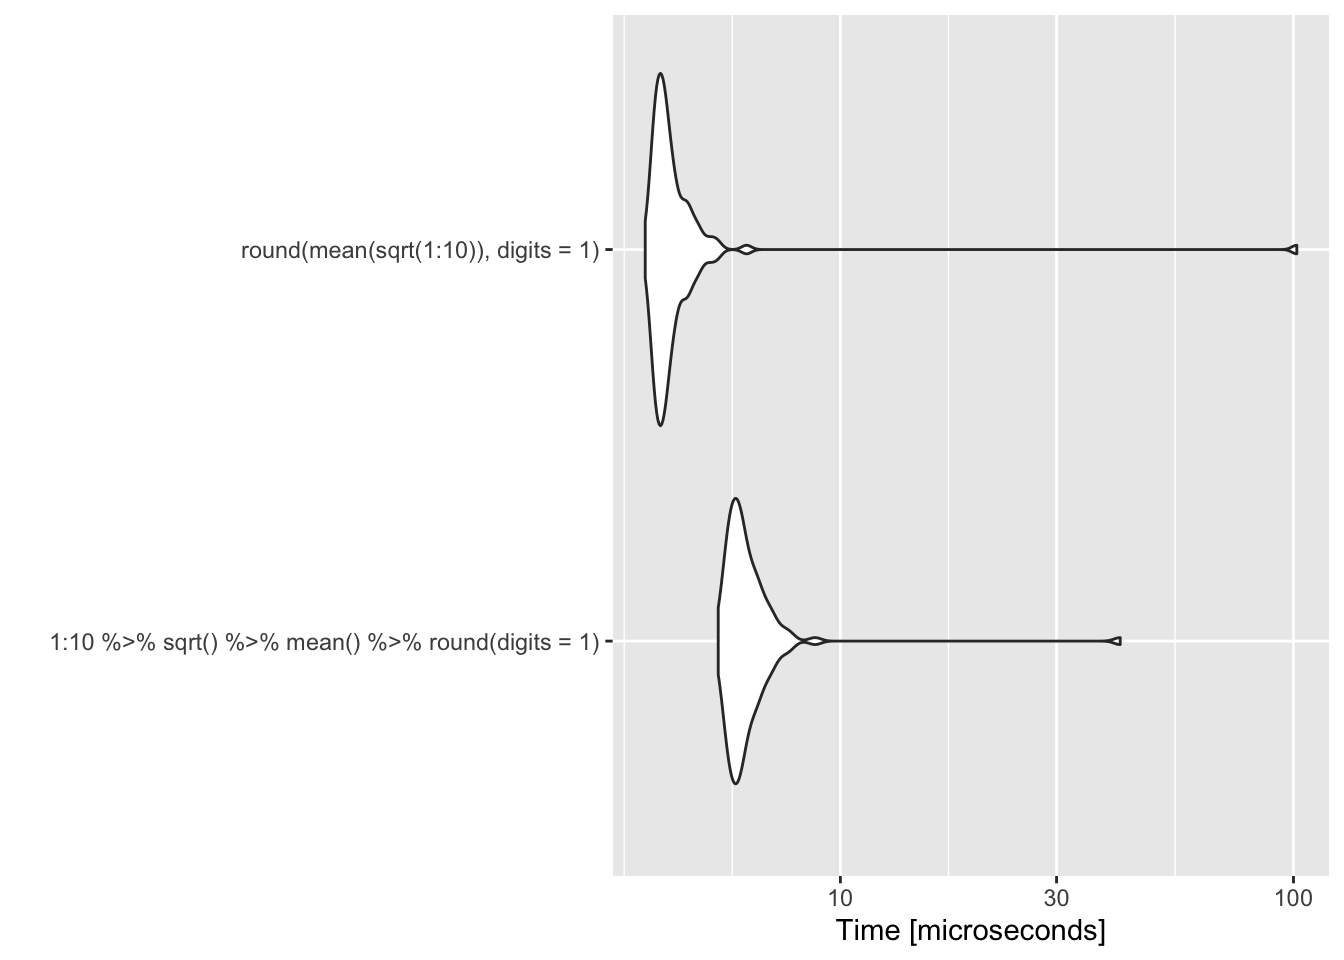 round(mean(sqrt(1:10)), digits = 1)
1:10 %>% sqrt() %>% mean() %>% round(digits = 1)
10 30 100
Time [microseconds]